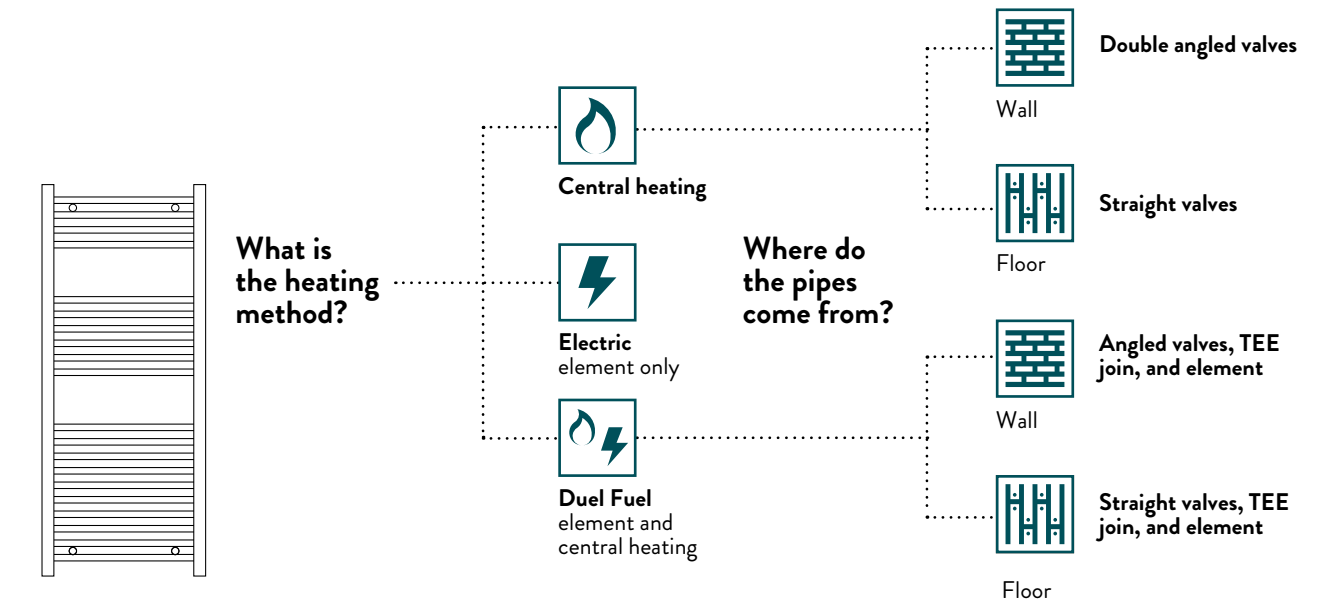 What is
the heating
method?
Central heating
Electric
element only
Duel Fuel
element and
central heating
Where do
the pipes
come from?
Wall
Double angled valves
Floor
Straight valves
Wall
Angled valves, TEE
join, and element
Floor
Straight valves, TEE
join, and element